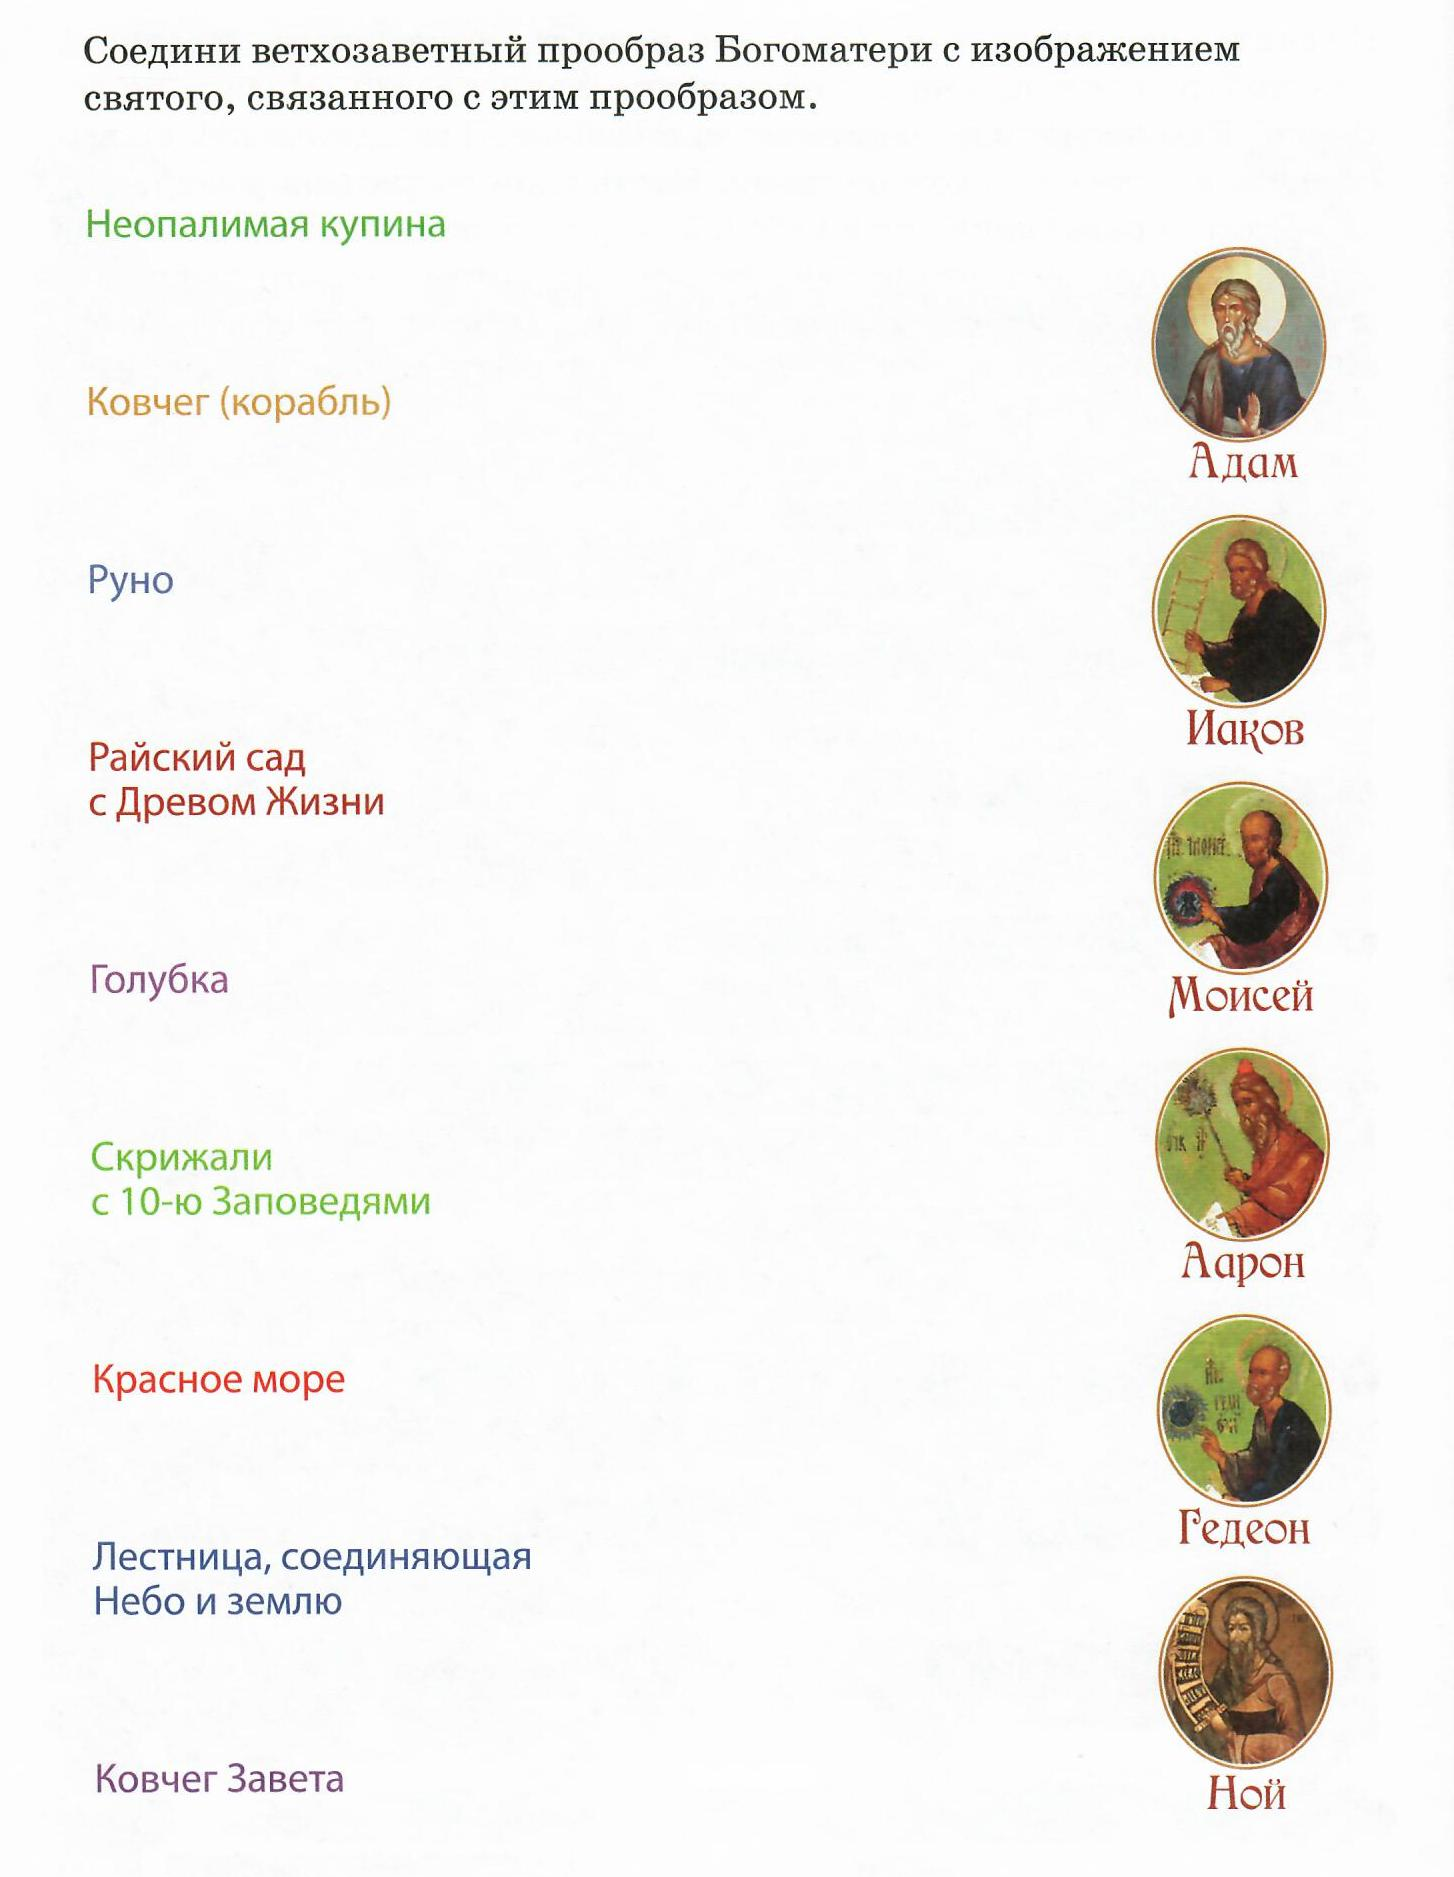 Соедини ветхозаветный прообраз Богоматери с изображением
святого, связанного с этим прообразом.
Неопалимая купина
Ковчег (корабль)
Руно
Райский сад
с Древом Жизни
Голубка
Скрижали
с 10-ю Заповедями
Красное море
Лестница, соединяющая
Небо и землю
Ковчег Завета
Адам
Иаков
Моисей
Аарон
Гедеон
Ной